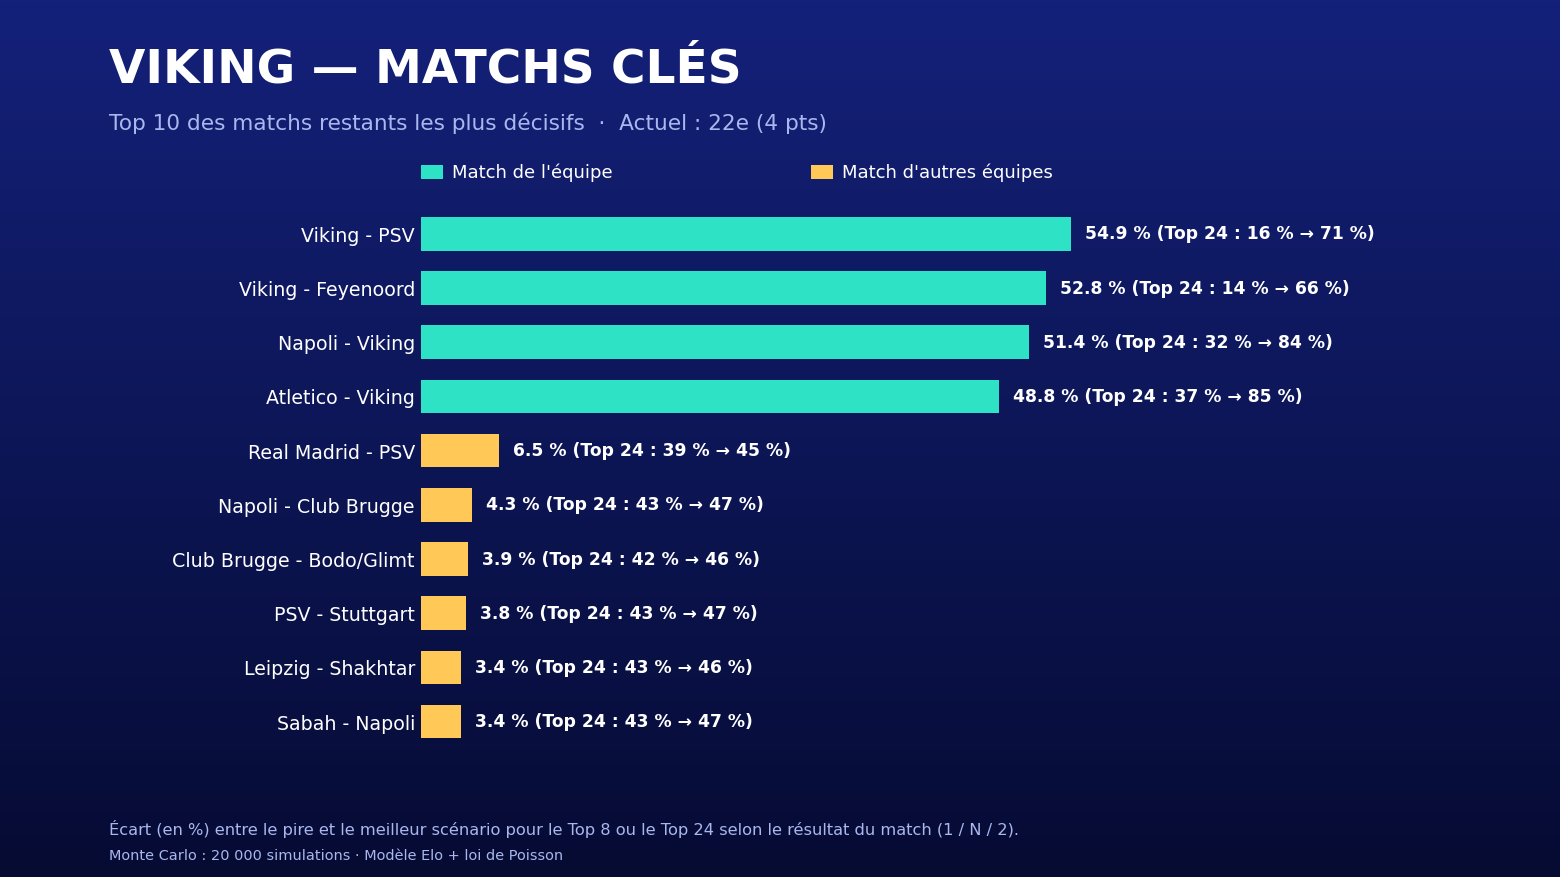 VIKING — MATCHS CLÉS
Top 10 des matchs restants les plus décisifs · Actuel : 22e (4 pts)
Match de l'équipe
Match d'autres équipes
Viking - PSV 54.9 % (Top 24 : 16 % → 71 %)
Viking - Feyenoord 52.8 % (Top 24 : 14 % → 66 %)
Napoli - Viking 51.4 % (Top 24 : 32 % → 84 %)
Atletico - Viking 48.8 % (Top 24 : 37 % → 85 %)
Real Madrid - PSV 6.5 % (Top 24 : 39 % → 45 %)
Napoli - Club Brugge 4.3 % (Top 24 : 43 % → 47 %)
Club Brugge - Bodo/Glimt 3.9 % (Top 24 : 42 % → 46 %)
PSV - Stuttgart 3.8 % (Top 24 : 43 % → 47 %)
Leipzig - Shakhtar 3.4 % (Top 24 : 43 % → 46 %)
Sabah - Napoli 3.4 % (Top 24 : 43 % → 47 %)
Écart (en %) entre le pire et le meilleur scénario pour le Top 8 ou le Top 24 selon le résultat du match (1 / N / 2).
Monte Carlo : 20 000 simulations · Modèle Elo + loi de Poisson